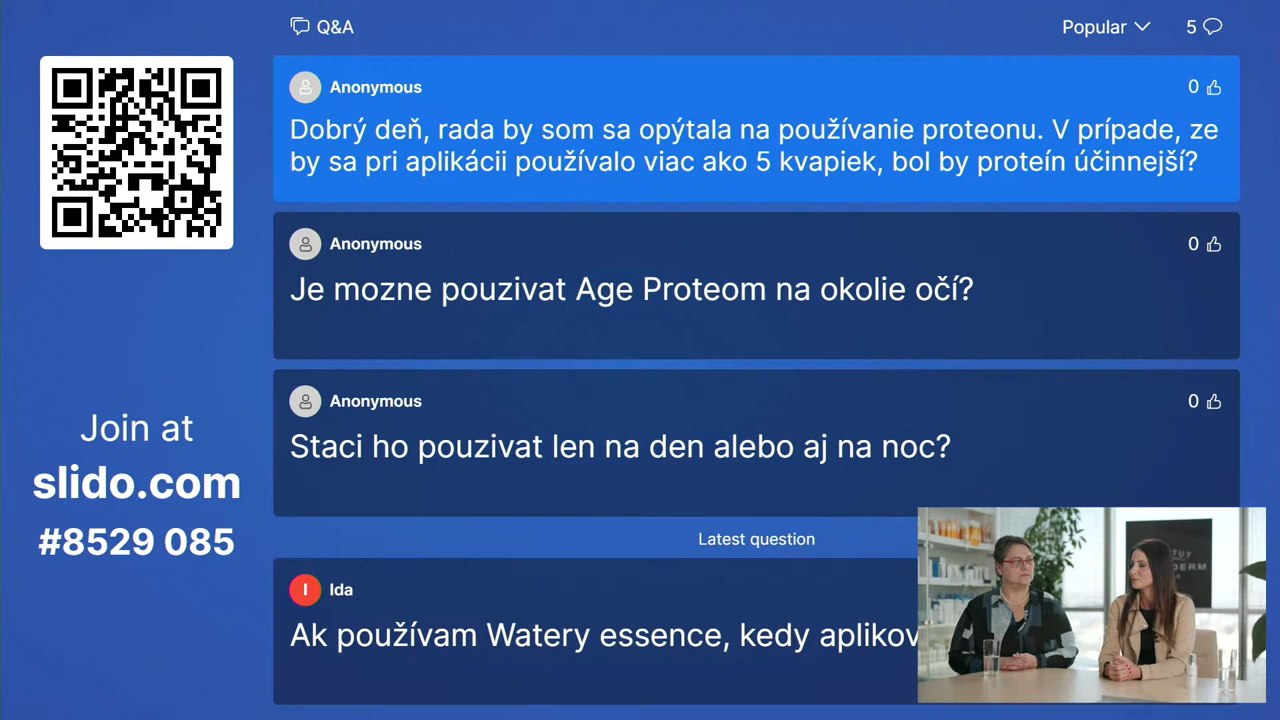 Q&A
Popular
5
Anonymous
0
Dobrý deň, rada by som sa opýtala na používanie proteonu. V prípade, ze
by sa pri aplikácii používalo viac ako 5 kvapiek, bol by proteín účinnejší?
Anonymous
0
Je mozne pouzivat Age Proteom na okolie očí?
Anonymous
0
Staci ho pouzivat len na den alebo aj na noc?
Join at
slido.com
#8529 085
Latest question
I
Ida
Ak používam Watery essence, kedy aplikov